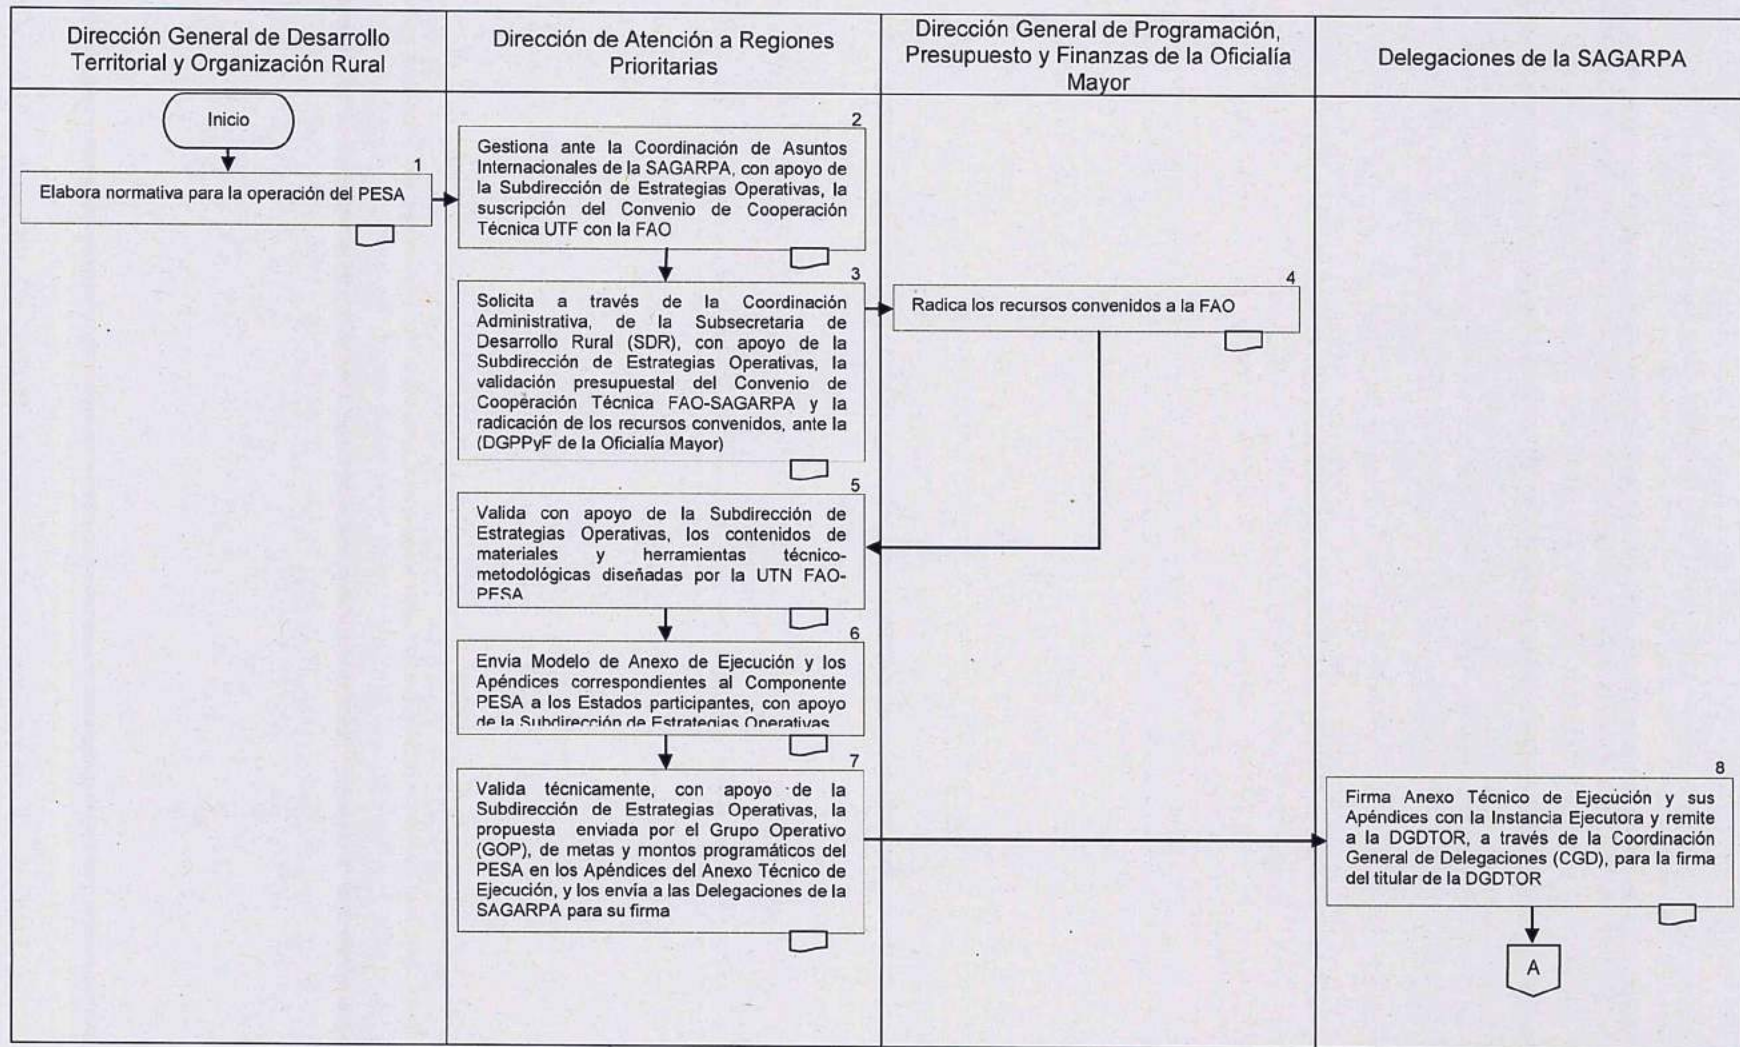 Dirección General de Desarrollo
Territorial y Organización Rural
Dirección de Atención a Regiones
Prioritarias
Dirección General de Programación,
Presupuesto y Finanzas de la Oficialía
Mayor
Delegaciones de la SAGARPA
Inicio
1
Elabora normativa para la operación del PESA
2
Gestiona ante la Coordinación de Asuntos
Internacionales de la SAGARPA, con apoyo de
la Subdirección de Estrategias Operativas, la
suscripción del Convenio de Cooperación
Técnica UTF con la FAO
3
Solicita a través de la Coordinación
Administrativa, de la Subsecretaria de
Desarrollo Rural (SDR), con apoyo de la
Subdirección de Estrategias Operativas, la
validación presupuestal del Convenio de
Cooperación Técnica FAO-SAGARPA y la
radicación de los recursos convenidos, ante la
(DGPPyF de la Oficialía Mayor)
4
Radica los recursos convenidos a la FAO
5
Valida con apoyo de la Subdirección de
Estrategias Operativas, los contenidos de
materiales y herramientas técnico-
metodológicas diseñadas por la UTN FAO-
PESA
6
Envía Modelo de Anexo de Ejecución y los
Apéndices correspondientes al Componente
PESA a los Estados participantes, con apoyo
de la Subdirección de Estrategias Operativas
7
Valida técnicamente, con apoyo de la
Subdirección de Estrategias Operativas, la
propuesta enviada por el Grupo Operativo
(GOP), de metas y montos programáticos del
PESA en los Apéndices del Anexo Técnico de
Ejecución, y los envía a las Delegaciones de la
SAGARPA para su firma
8
Firma Anexo Técnico de Ejecución y sus
Apéndices con la Instancia Ejecutora y remite
a la DGDTOR, a través de la Coordinación
General de Delegaciones (CGD), para la firma
del titular de la DGDTOR
A